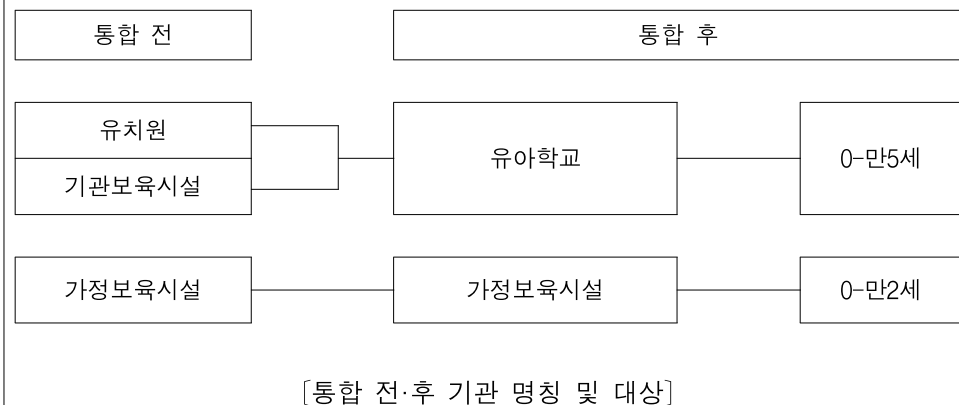 통합 전
통합 후
유치원
기관보육시설
유아학교
0-만5세
가정보육시설
가정보육시설
0-만2세
[통합 전·후 기관 명칭 및 대상]